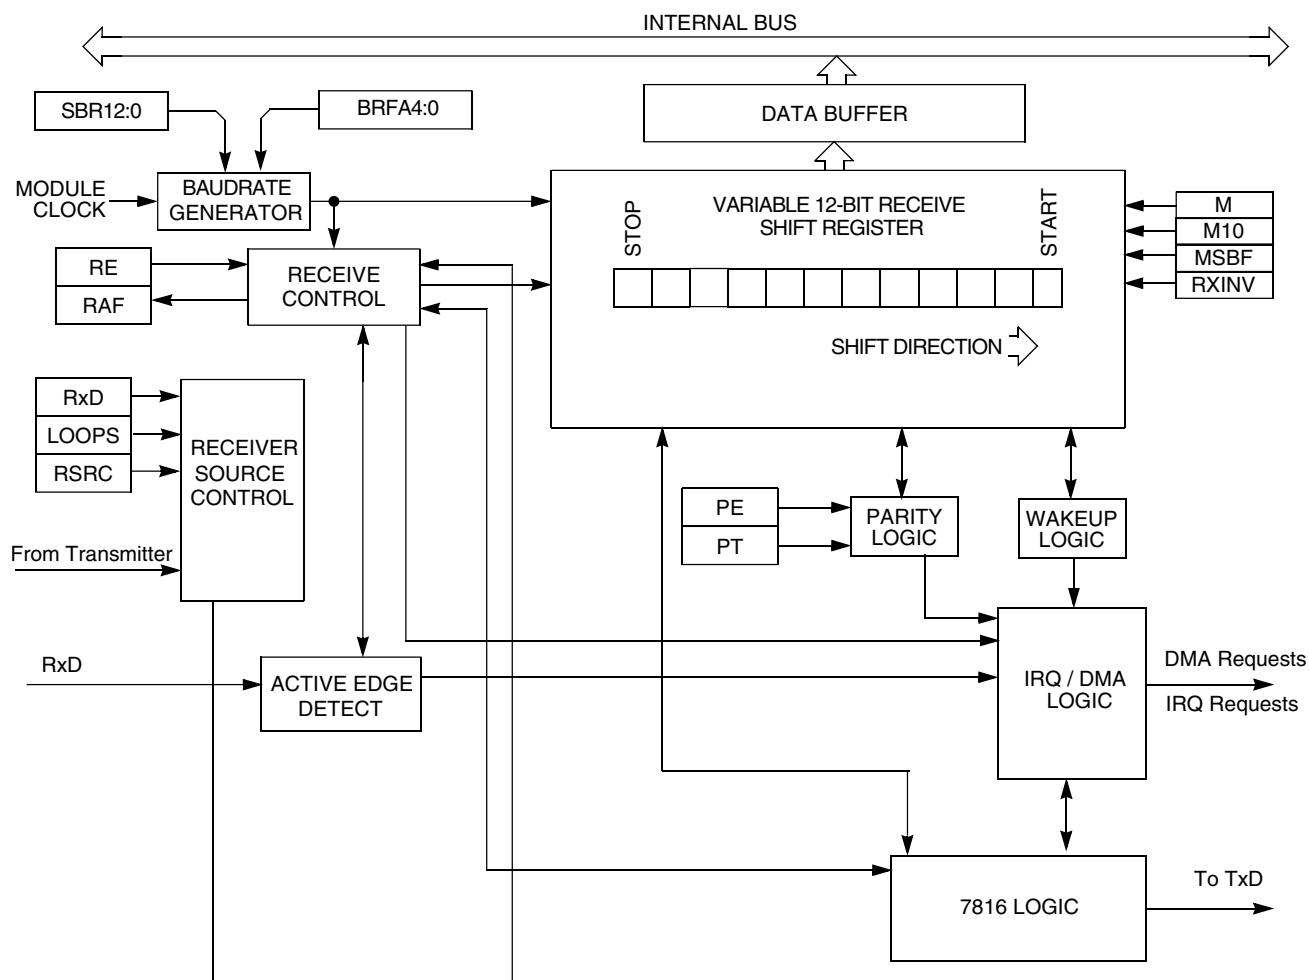 INTERNAL BUS
SBR12:0
BRFA4:0
DATA BUFFER
MODULE
CLOCK
BAUDRATE
GENERATOR
VARIABLE 12-BIT RECEIVE
SHIFT REGISTER
STOP
START
M
M10
MSBF
RXINV
RE
RAF
RECEIVE
CONTROL
SHIFT DIRECTION
RxD
LOOPS
RSRC
RECEIVER
SOURCE
CONTROL
From Transmitter
PE
PT
PARITY
LOGIC
WAKEUP
LOGIC
RxD
ACTIVE EDGE
DETECT
IRQ / DMA
LOGIC
DMA Requests
IRQ Requests
7816 LOGIC
To TxD